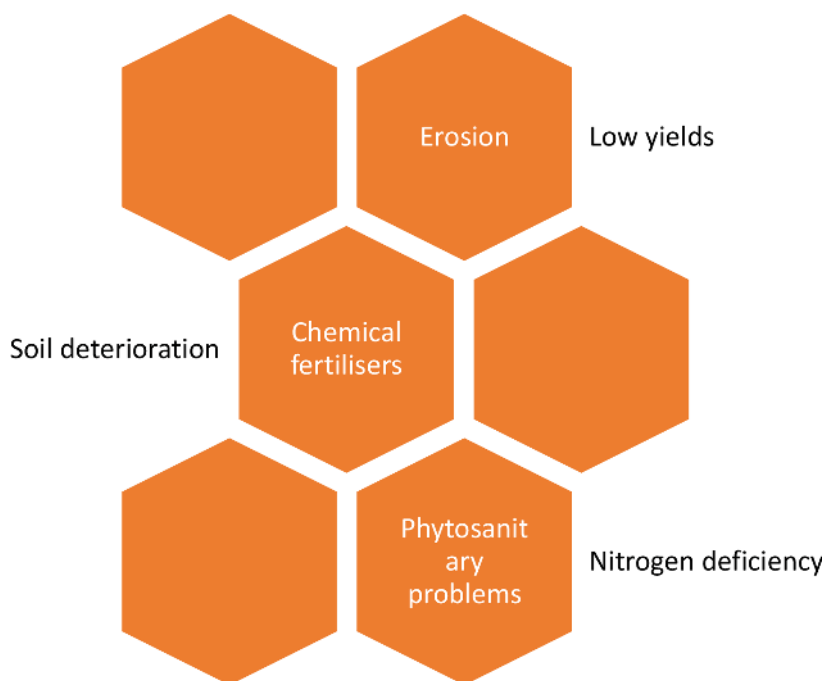 Erosion
Low yields
Soil deterioration
Chemical
fertilisers
Phytosanit
ary
problems
Nitrogen deficiency